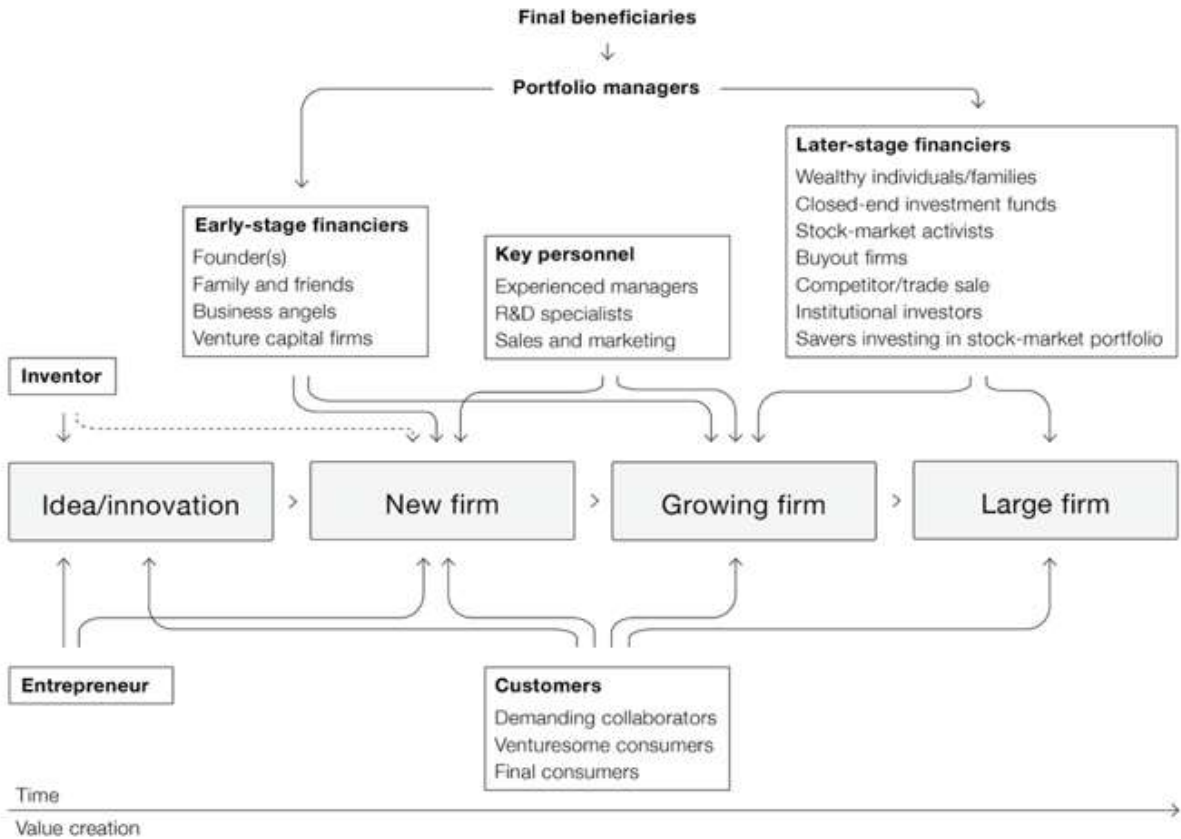 Final beneficiaries
Portfolio managers
Later-stage financiers
Wealthy individuals/families
Closed-end investment funds
Stock-market activists
Buyout firms
Competitor/trade sale
Institutional investors
Savers investing in stock-market portfolio
Early-stage financiers
Founder(s)
Family and friends
Business angels
Venture capital firms
Key personnel
Experienced managers
R&D specialists
Sales and marketing
Inventor
Idea/innovation
New firm
Growing firm
Large firm
Entrepreneur
Customers
Demanding collaborators
Venturesome consumers
Final consumers
Time
Value creation